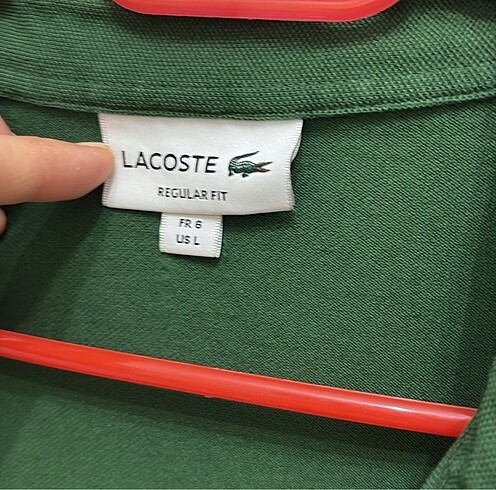 LACOSTE
REGULAR FIT
FR 6
US L